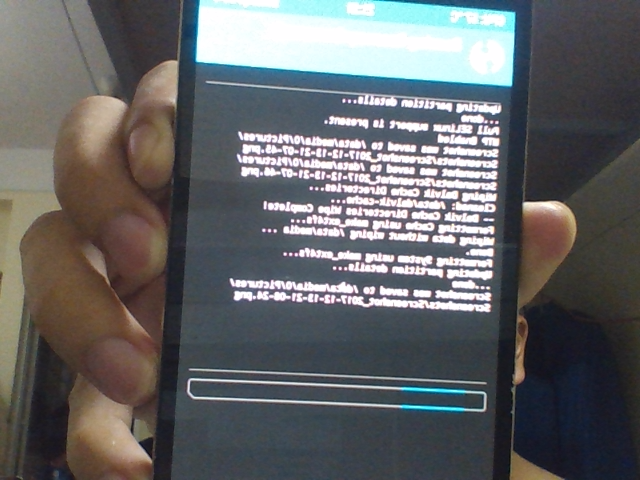 Updating partition details...
...done
Full SELinux support is present.
MTP Enabled
Screenshot was saved to /data/media/0/Pictures/
Screenshots/Screenshot_2017-12-13-21-07-45.png
Screenshot was saved to /data/media/0/Pictures/
Screenshots/Screenshot_2017-12-13-21-07-46.png
Wiping Dalvik Cache Directories...
Cleaned: /data/dalvik-cache...
-- Dalvik Cache Directories Wipe Complete!
Formatting Cache using make_ext4fs...
Wiping data without wiping /data/media ...
Done.
Formatting System using make_ext4fs...
Updating partition details...
...done
Screenshot was saved to /data/media/0/Pictures/
Screenshots/Screenshot_2017-12-13-21-08-24.png